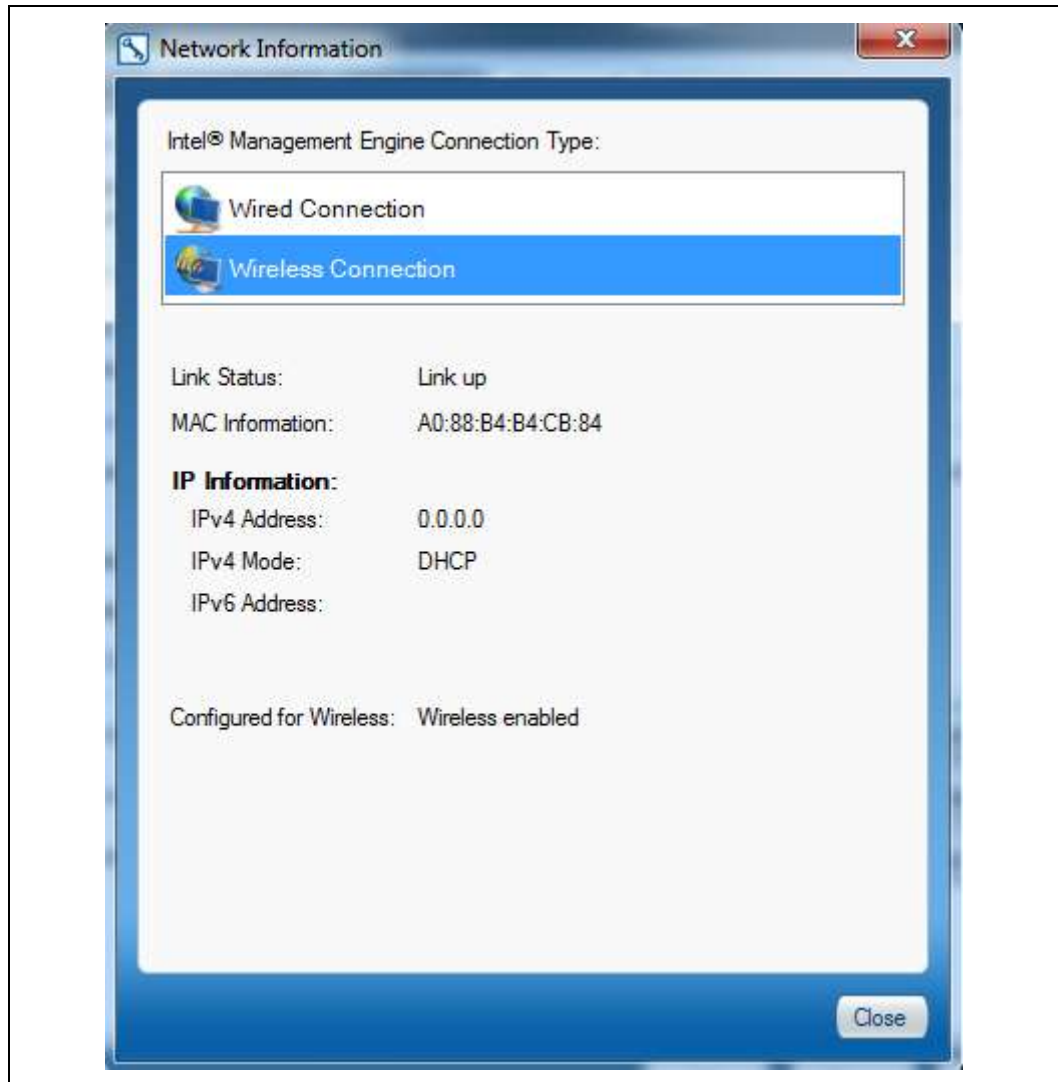 Network Information
Intel® Management Engine Connection Type:
Wired Connection
Wireless Connection
Link Status: Link up
MAC Information: A0:88:B4:B4:CB:84
IP Information:
IPv4 Address: 0.0.0.0
IPv4 Mode: DHCP
IPv6 Address:
Configured for Wireless: Wireless enabled
Close